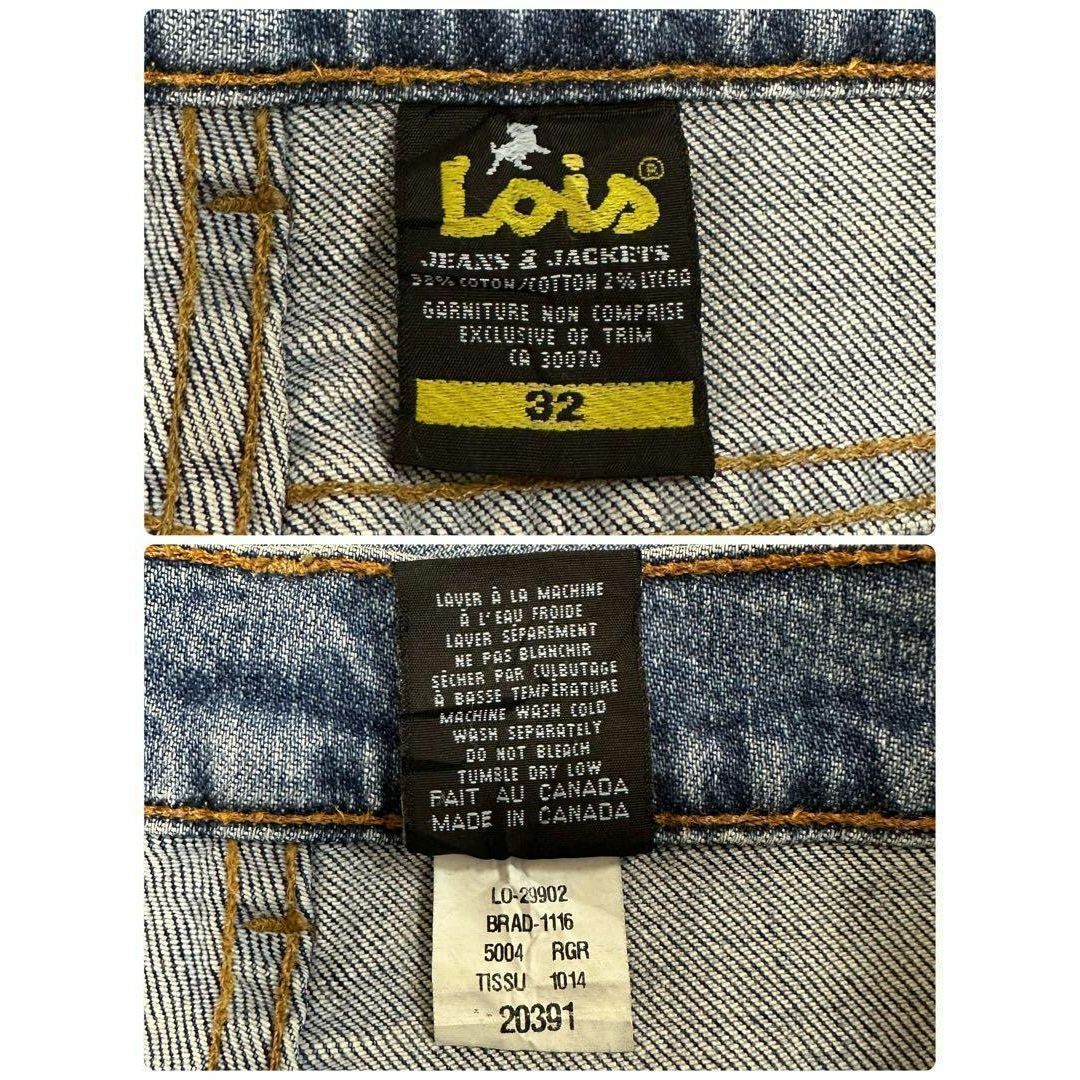 Lois®
JEANS & JACKETS
98% COTON/COTTON 2% LYCRA
GARNITURE NON COMPRISE
EXCLUSIVE OF TRIM
CA 30070
32
LAVER À LA MACHINE
À L'EAU FROIDE
LAVER SÉPAREMENT
NE PAS BLANCHIR
SÉCHER PAR CULBUTAGE
À BASSE TEMPÉRATURE
MACHINE WASH COLD
WASH SEPARATELY
DO NOT BLEACH
TUMBLE DRY LOW
FAIT AU CANADA
MADE IN CANADA
LO-29902
BRAD-1116
5004 RGR
TISSU 1014
20391